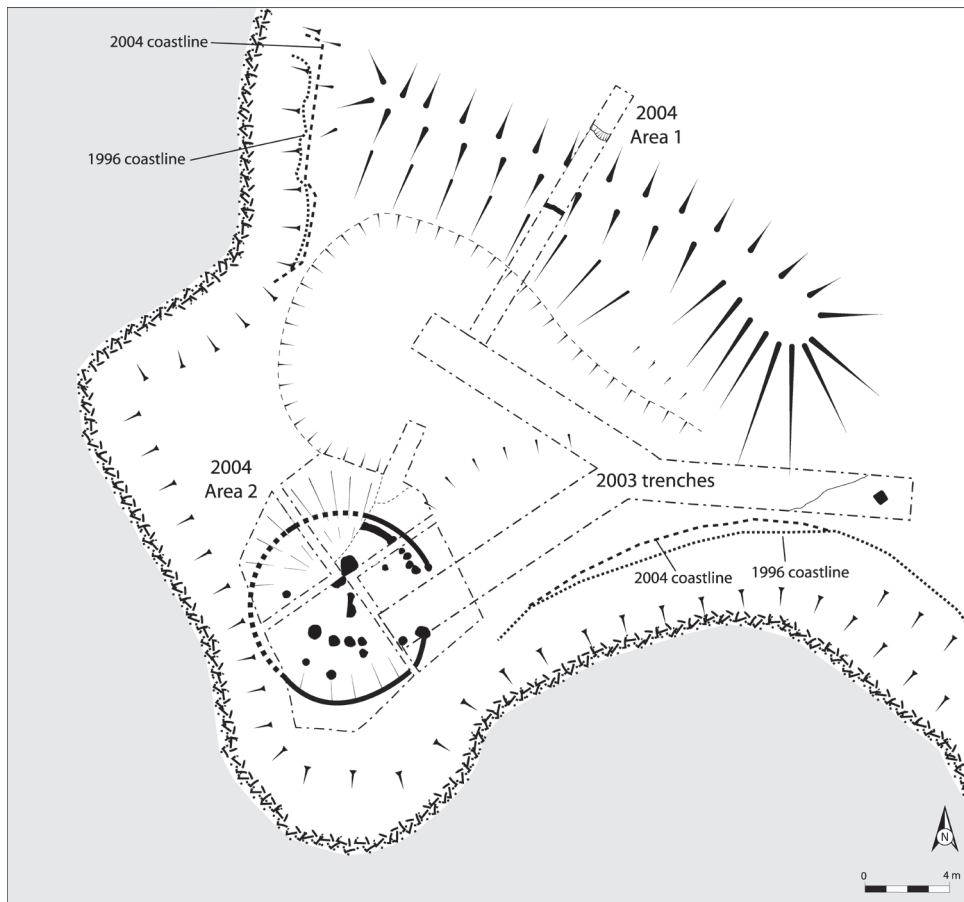 2004 coastline
2004
Area 1
1996 coastline
2004
Area 2
2003 trenches
2004 coastline
1996 coastline
N
0
4 m